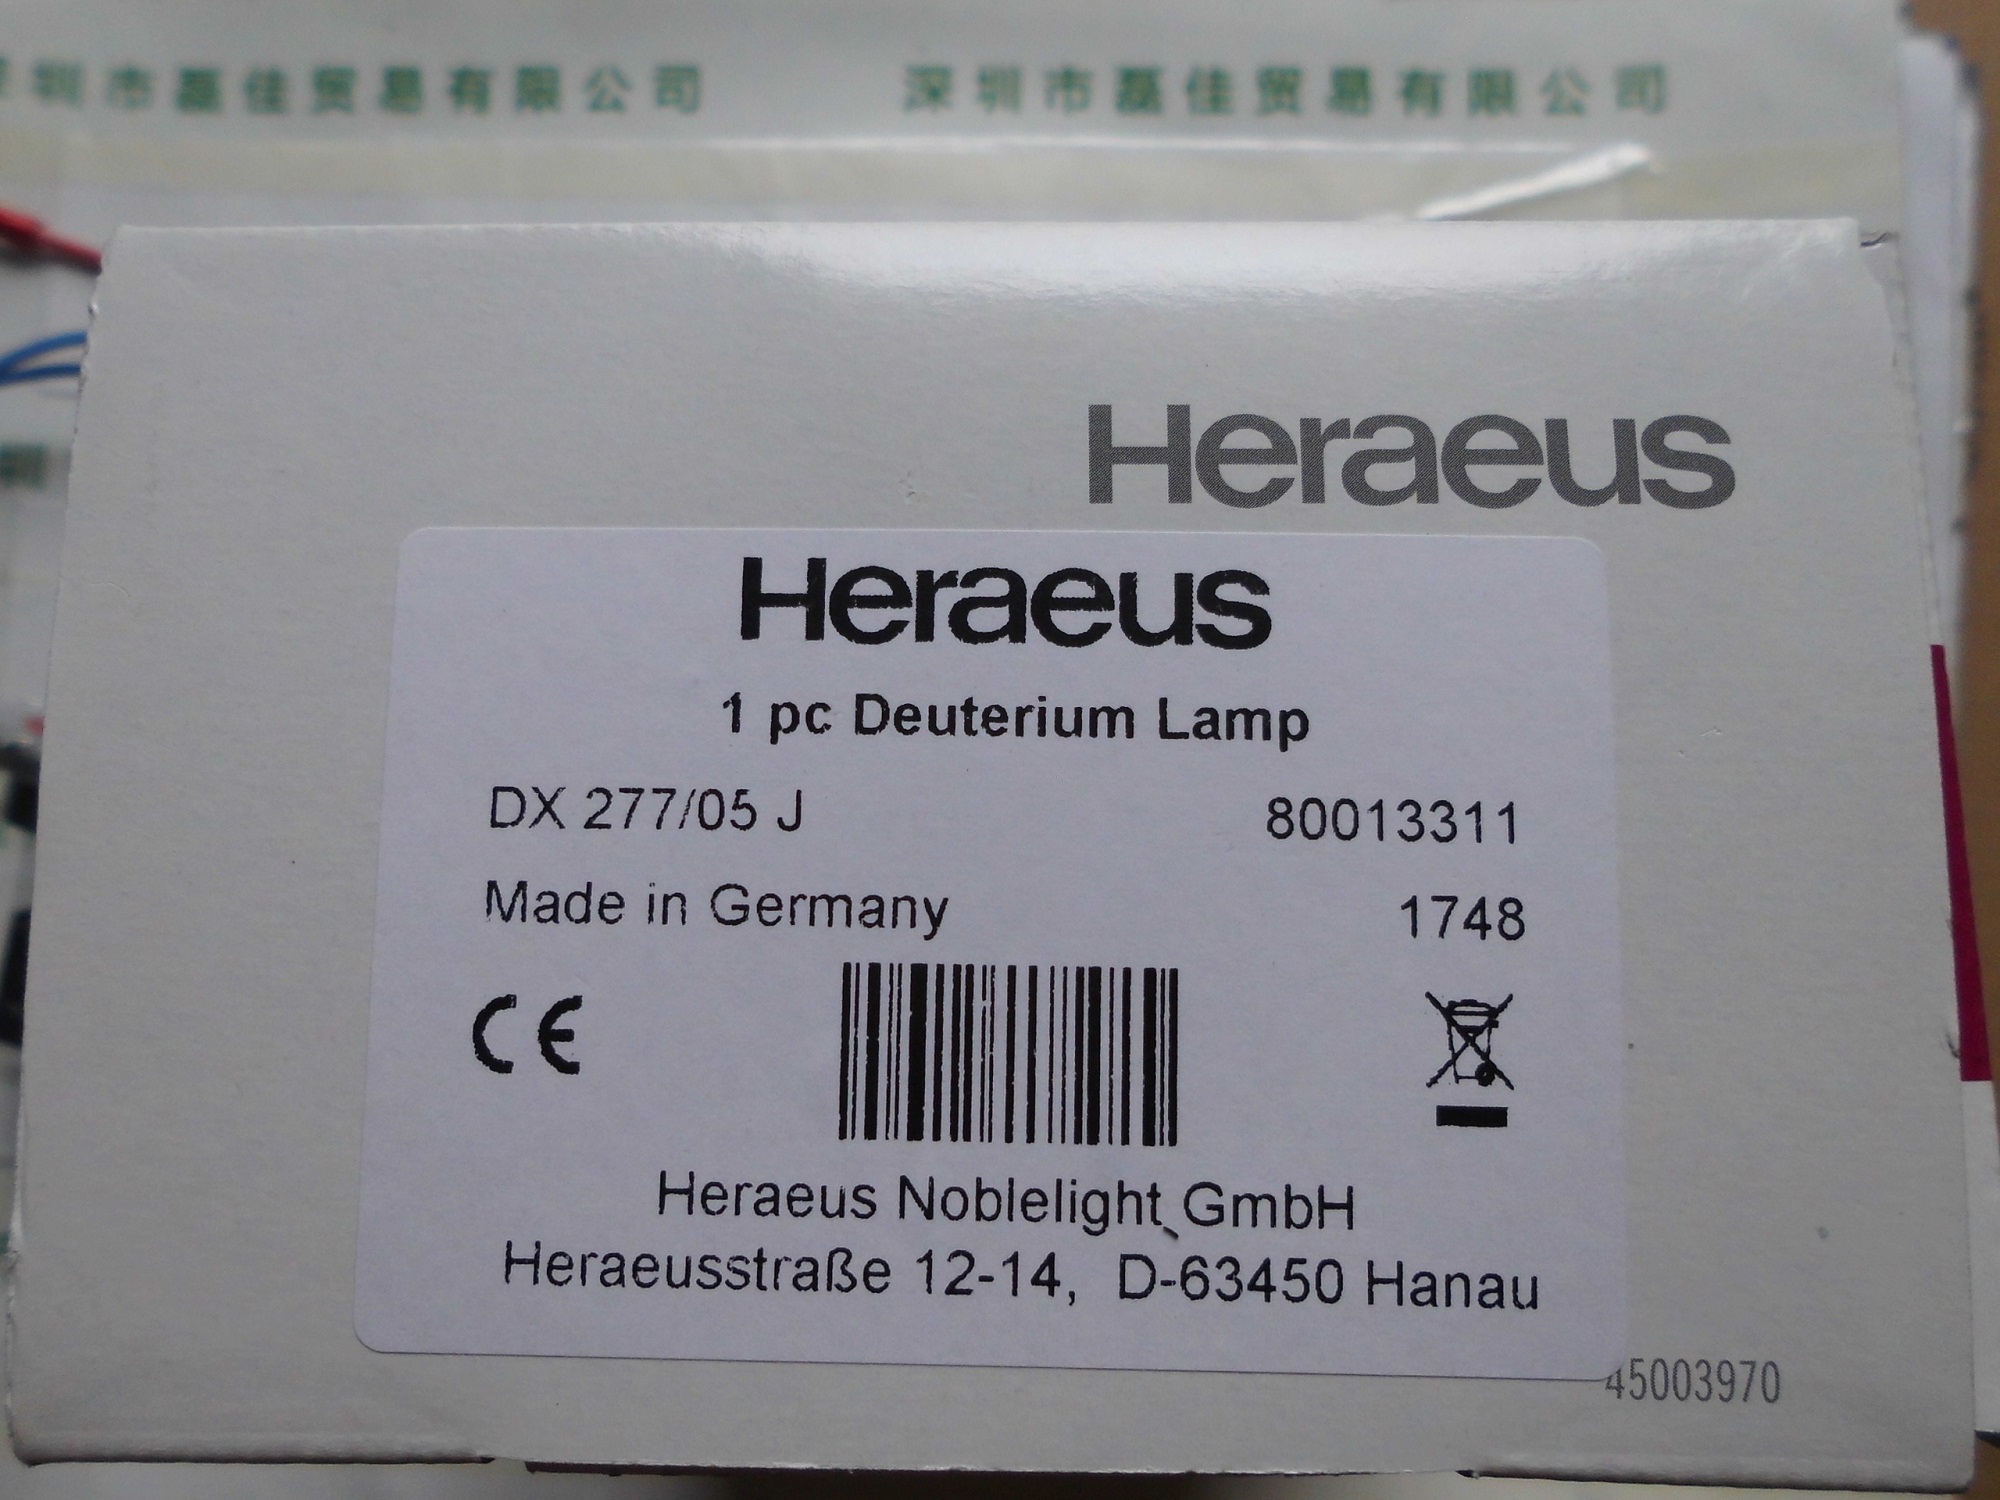 圳市磊佳贸易有限公司 深圳市磊佳贸易有限公司
圳
Heraeus
Heraeus
1 pc Deuterium Lamp
DX 277/05 J 80013311
Made in Germany 1748
CE
Heraeus Noblelight GmbH
Heraeusstraße 12-14, D-63450 Hanau
45003970